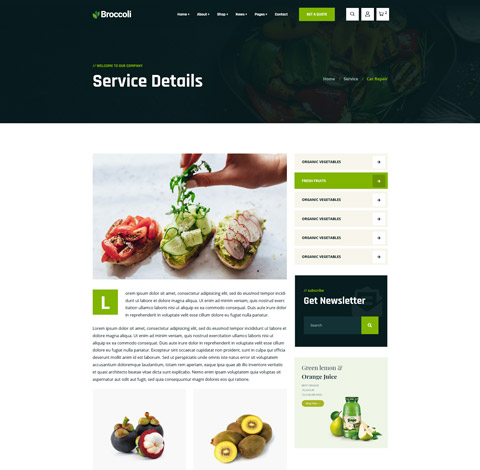 Broccoli
Home + About + Shop + News + Pages + Contact GET A QUOTE
// WELCOME TO OUR COMPANY
Service Details
Home / Service / Car Repair
ORGANIC VEGETABLES
FRESH FRUITS
ORGANIC VEGETABLES
ORGANIC VEGETABLES
ORGANIC VEGETABLES
ORGANIC VEGETABLES
L
orem ipsum dolor sit amet, consectetur adipiscing elit, sed do eiusmod tempor incidi
dunt ut labore et dolore magna aliqua. Ut enim ad minim veniam, quis nostrud exerc
itation ullamco laboris nisi ut aliquip ex ea commodo consequat. Duis aute irure dolor
in reprehenderit in voluptate velit esse cillum dolore eu fugiat nulla pariatur.
Lorem ipsum dolor sit amet, consectetur adipiscing elit, sed do eiusmod tempor incididunt ut labore et
dolore magna aliqua. Ut enim ad minim veniam, quis nostrud exercitation ullamco laboris nisi ut aliquip
ex ea commodo consequat. Duis aute irure dolor in reprehenderit in voluptate velit esse cillum
dolore eu fugiat nulla pariatur. Excepteur sint occaecat cupidatat non proident, sunt in culpa qui officia
deserunt mollit anim id est laborum. Sed ut perspiciatis unde omnis iste natus error sit voluptatem
accusantium doloremque laudantium, totam rem aperiam, eaque ipsa quae ab illo inventore veritatis
et quasi architecto beatae vitae dicta sunt explicabo. Nemo enim ipsam voluptatem quia voluptas sit
aspernatur aut odit aut fugit, sed quia consequuntur magni dolores eos qui ratione.
// subscribe
Get Newsletter
Search
Green lemon &
Orange Juice